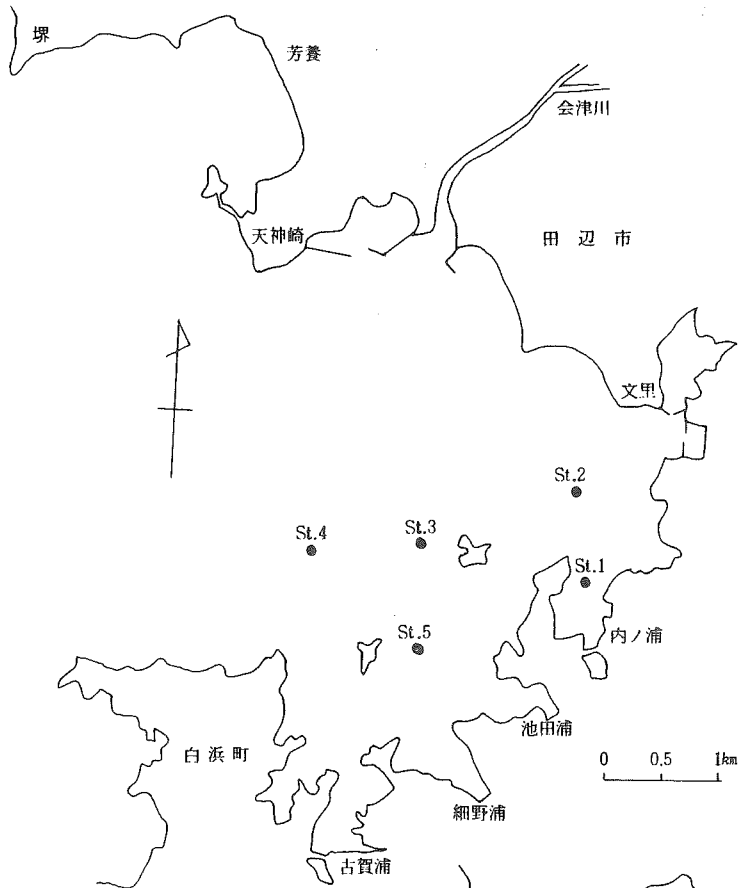 堺
芳養
会津川
天神崎
田辺市
文里
St.2
St.4
St.3
St.1
St.5
内ノ浦
池田浦
白浜町
0 0.5 1km
細野浦
古賀浦